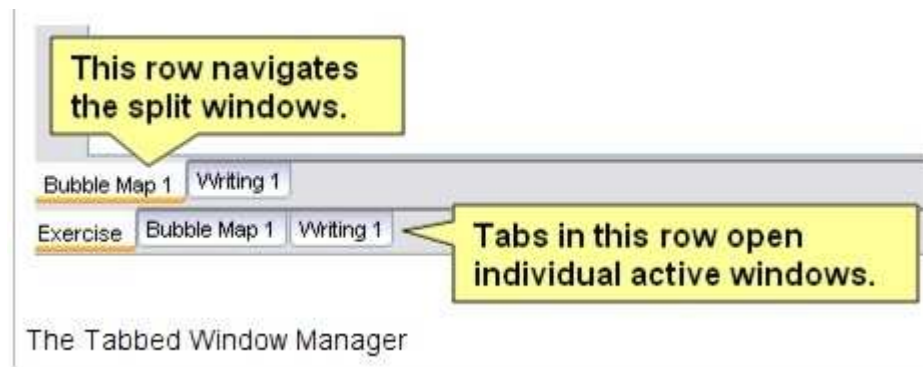 This row navigates
the split windows.
Bubble Map 1 Writing 1
Exercise Bubble Map 1 Writing 1
Tabs in this row open
individual active windows.
The Tabbed Window Manager